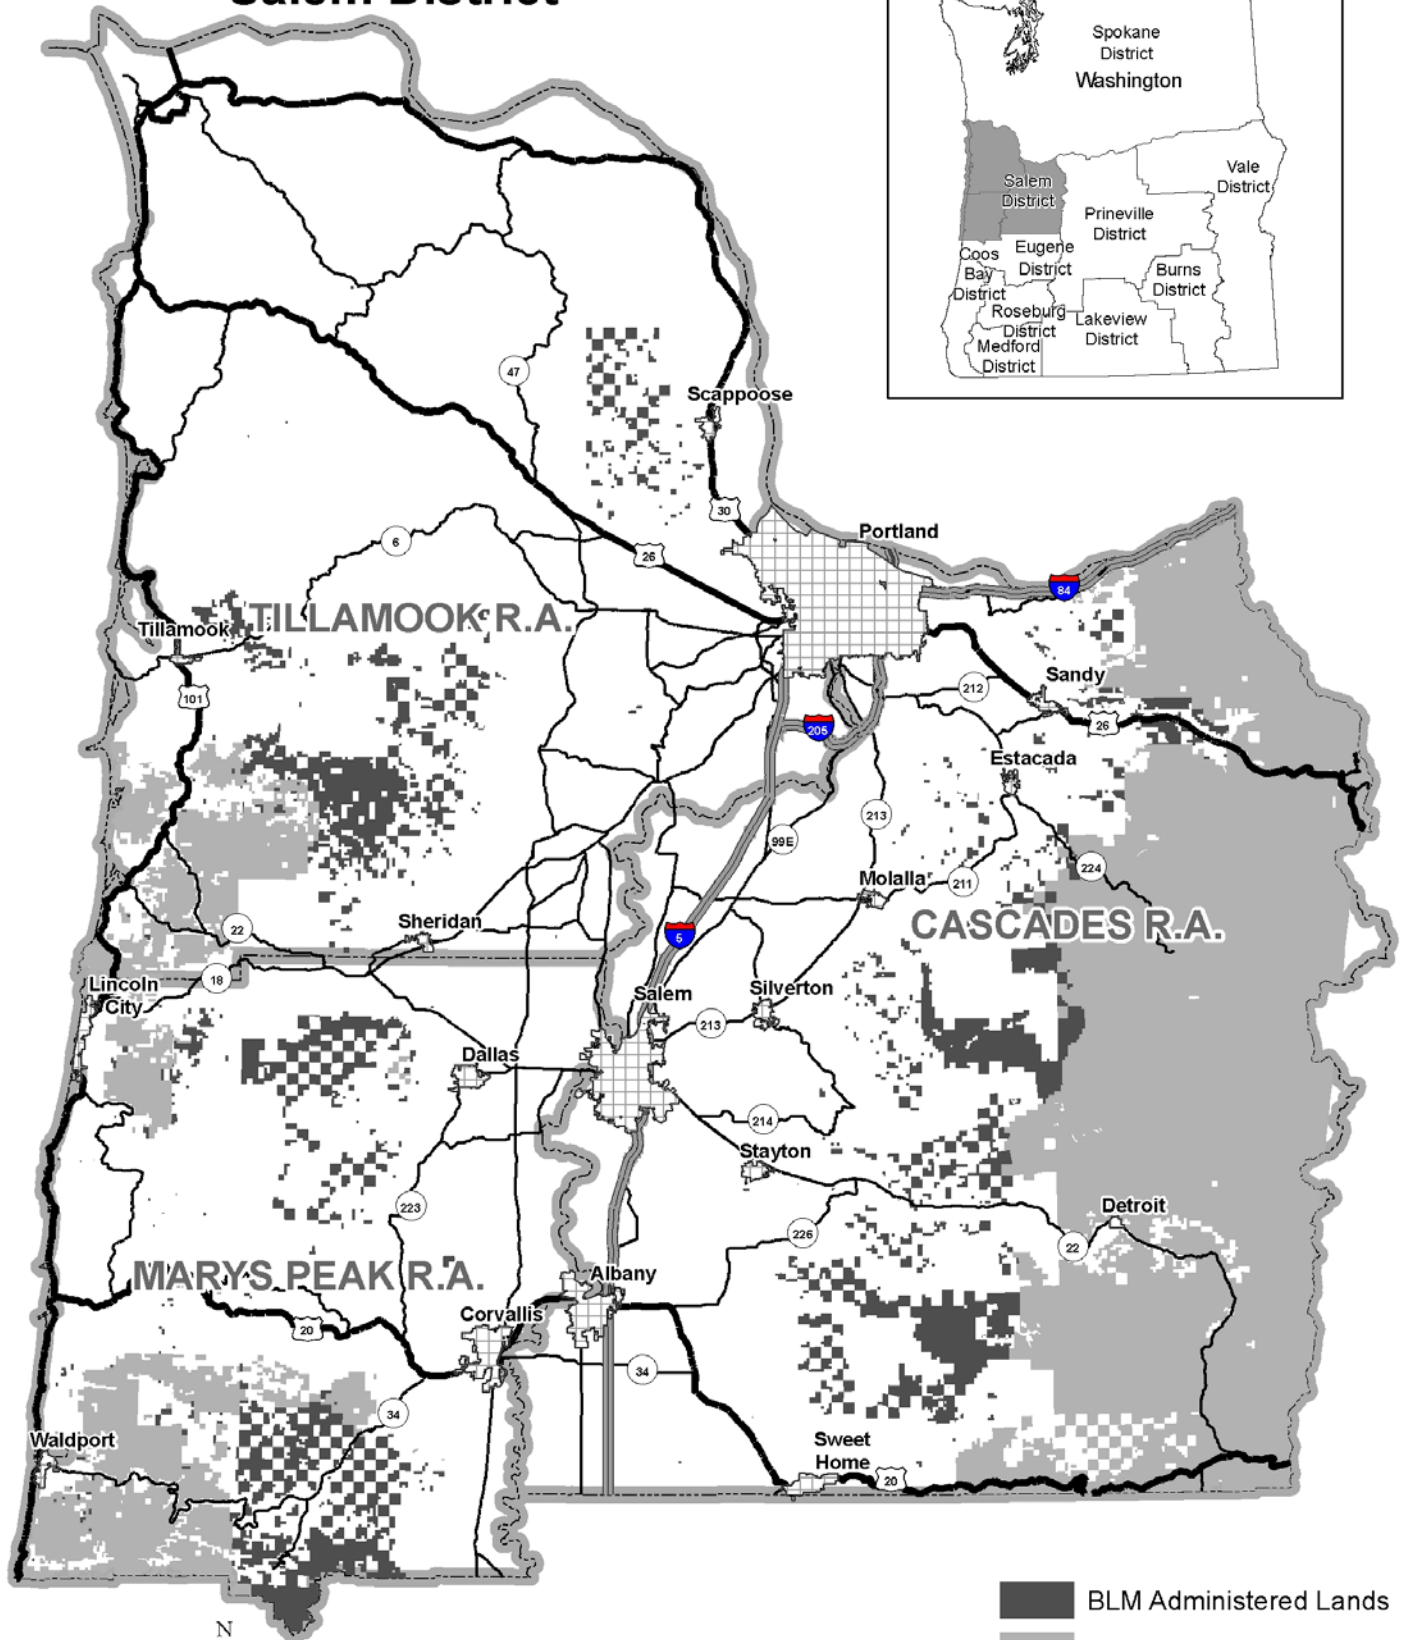 Salem District
Spokane
District
Washington
Vale
District
Salem
District
Prineville
District
Coos
Bay
District
Eugene
District
Burns
District
Roseburg
District
Lakeview
District
Medford
District
47
Scappoose
30
Portland
6
26
84
TILLAMOOK R.A.
Tillamook
101
212
Sandy
26
205
Estacada
213
99E
224
Molalla
211
CASCADES R.A.
Sheridan
22
5
18
Lincoln
City
Salem
Silverton
213
Dallas
214
Stayton
223
Detroit
226
22
MARYS PEAK R.A.
Albany
Corvallis
20
34
34
Waldport
Sweet
Home
20
BLM Administered Lands
N